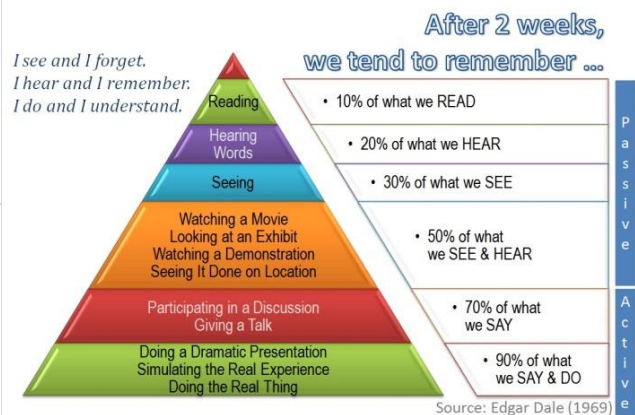 After 2 weeks,
we tend to remember ...
I see and I forget.
I hear and I remember.
I do and I understand.
Reading
• 10% of what we READ
Hearing
Words
• 20% of what we HEAR
Seeing
• 30% of what we SEE
Watching a Movie
Looking at an Exhibit
Watching a Demonstration
Seeing It Done on Location
• 50% of what
we SEE & HEAR
Participating in a Discussion
Giving a Talk
• 70% of what
we SAY
Doing a Dramatic Presentation
Simulating the Real Experience
Doing the Real Thing
• 90% of what
we SAY & DO
Passive
Active
Source: Edgar Dale (1969)